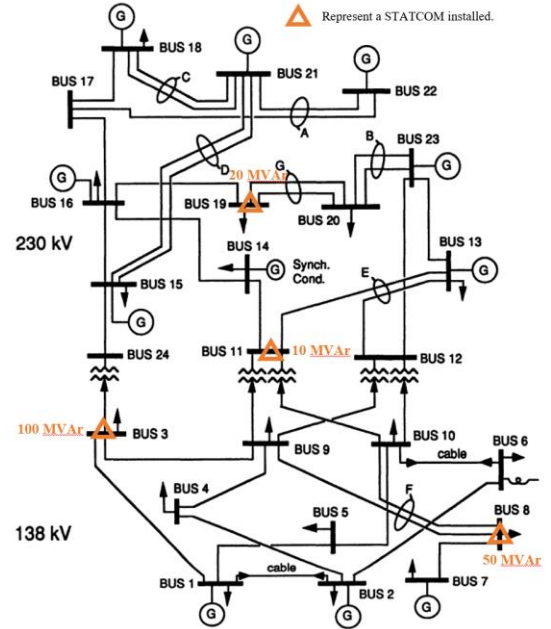 Represent a STATCOM installed.
G
G
BUS 18
BUS 21
G
BUS 17
C
BUS 22
A
BUS 23
B
D
G
G
G
20 MVAr
BUS 16
BUS 19
BUS 20
230 kV
BUS 14
BUS 13
G
Synch.
Cond.
E
G
BUS 15
G
BUS 24
BUS 11
10 MVAr
BUS 12
100 MVAr
BUS 3
BUS 9
BUS 10
BUS 6
cable
BUS 4
F
BUS 8
BUS 5
138 kV
50 MVAr
cable
BUS 1
BUS 2
BUS 7
G
G
G